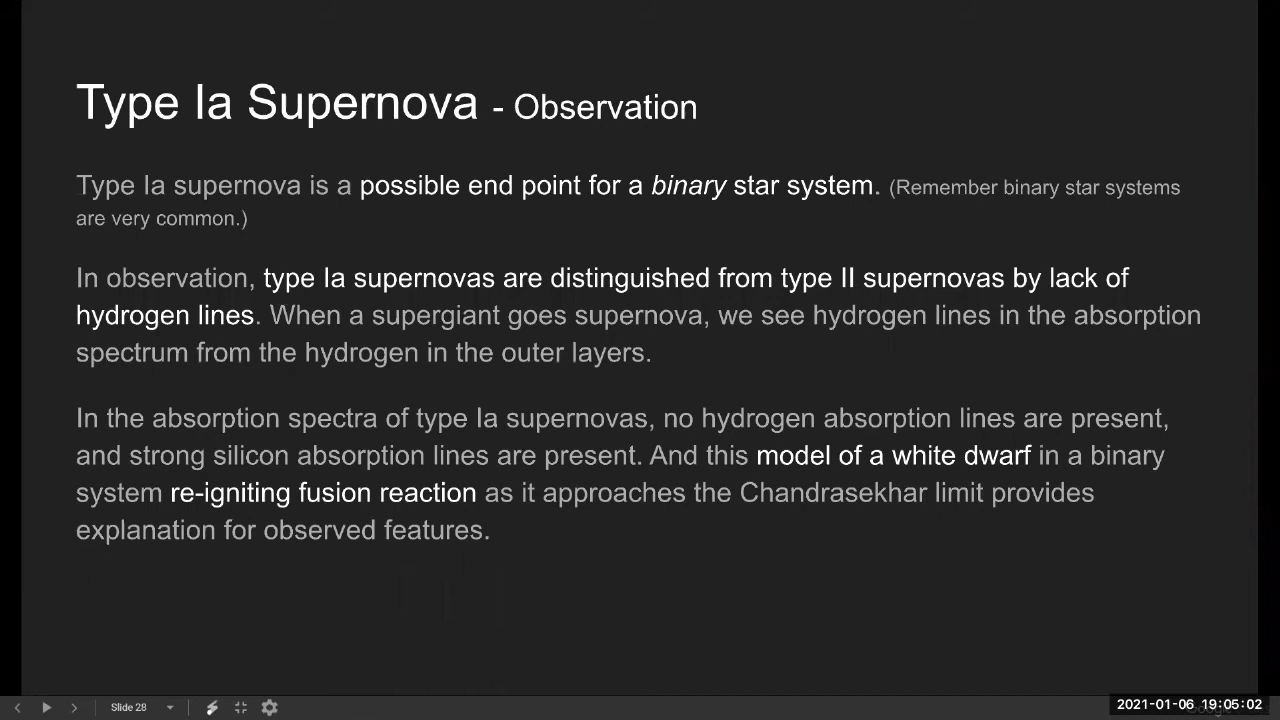 Type Ia Supernova - Observation
Type Ia supernova is a possible end point for a binary star system. (Remember binary star systems
are very common.)
In observation, type Ia supernovas are distinguished from type II supernovas by lack of
hydrogen lines. When a supergiant goes supernova, we see hydrogen lines in the absorption
spectrum from the hydrogen in the outer layers.
In the absorption spectra of type Ia supernovas, no hydrogen absorption lines are present,
and strong silicon absorption lines are present. And this model of a white dwarf in a binary
system re-igniting fusion reaction as it approaches the Chandrasekhar limit provides
explanation for observed features.
Slide 28
2021-01-06 19:05:02